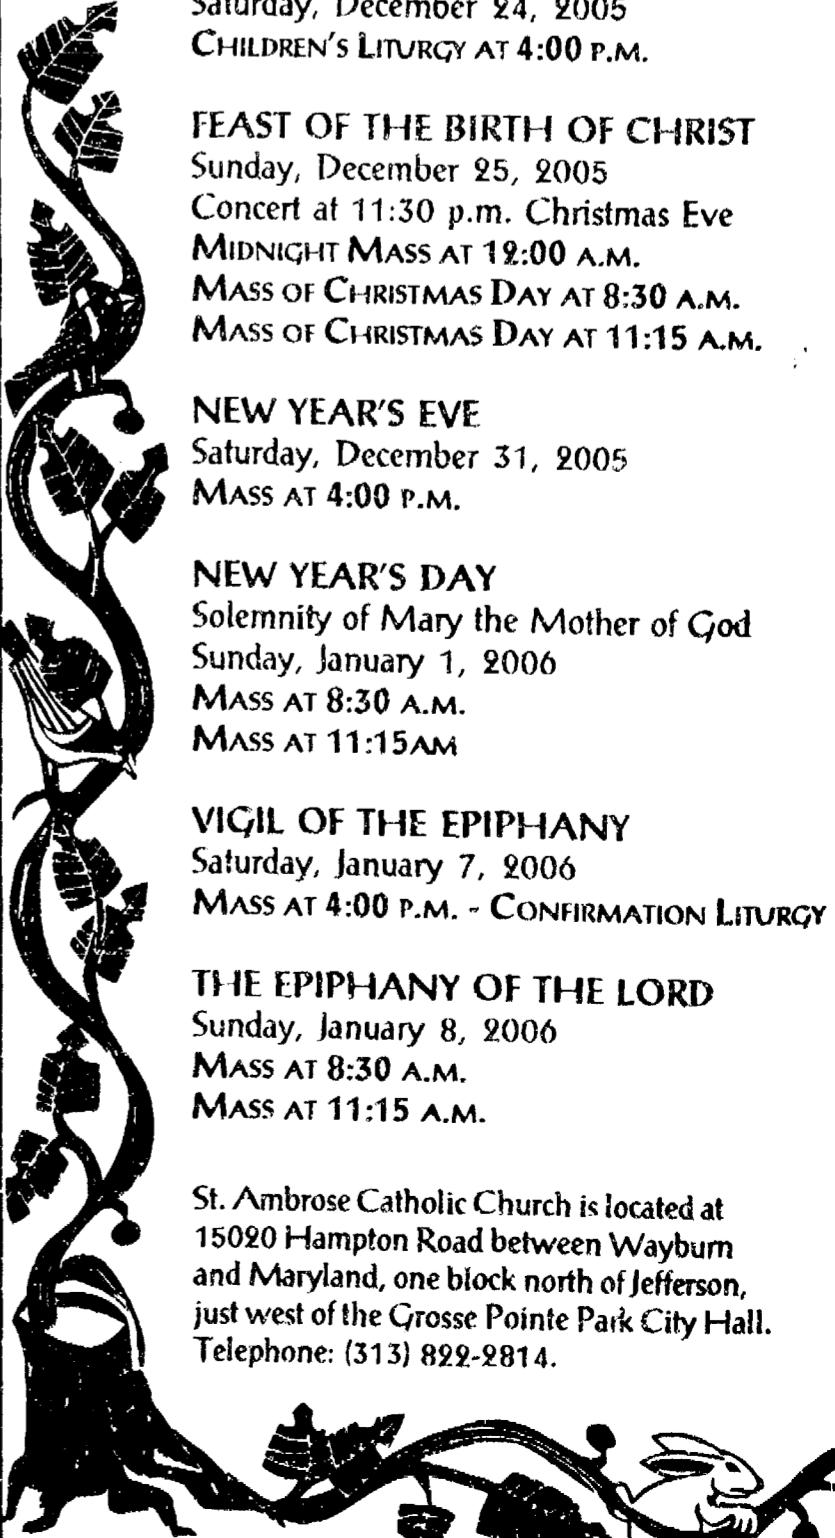 Saturday, December 24, 2005
CHILDREN'S LITURGY AT 4:00 P.M.
FEAST OF THE BIRTH OF CHRIST
Sunday, December 25, 2005
Concert at 11:30 p.m. Christmas Eve
MIDNIGHT MASS AT 12:00 A.M.
MASS OF CHRISTMAS DAY AT 8:30 A.M.
MASS OF CHRISTMAS DAY AT 11:15 A.M.
NEW YEAR'S EVE
Saturday, December 31, 2005
MASS AT 4:00 P.M.
NEW YEAR'S DAY
Solemnity of Mary the Mother of God
Sunday, January 1, 2006
MASS AT 8:30 A.M.
MASS AT 11:15AM
VIGIL OF THE EPIPHANY
Saturday, January 7, 2006
MASS AT 4:00 P.M. - CONFIRMATION LITURGY
THE EPIPHANY OF THE LORD
Sunday, January 8, 2006
MASS AT 8:30 A.M.
MASS AT 11:15 A.M.
St. Ambrose Catholic Church is located at
15020 Hampton Road between Wayburn
and Maryland, one block north of Jefferson,
just west of the Grosse Pointe Park City Hall.
Telephone: (313) 822-2814.